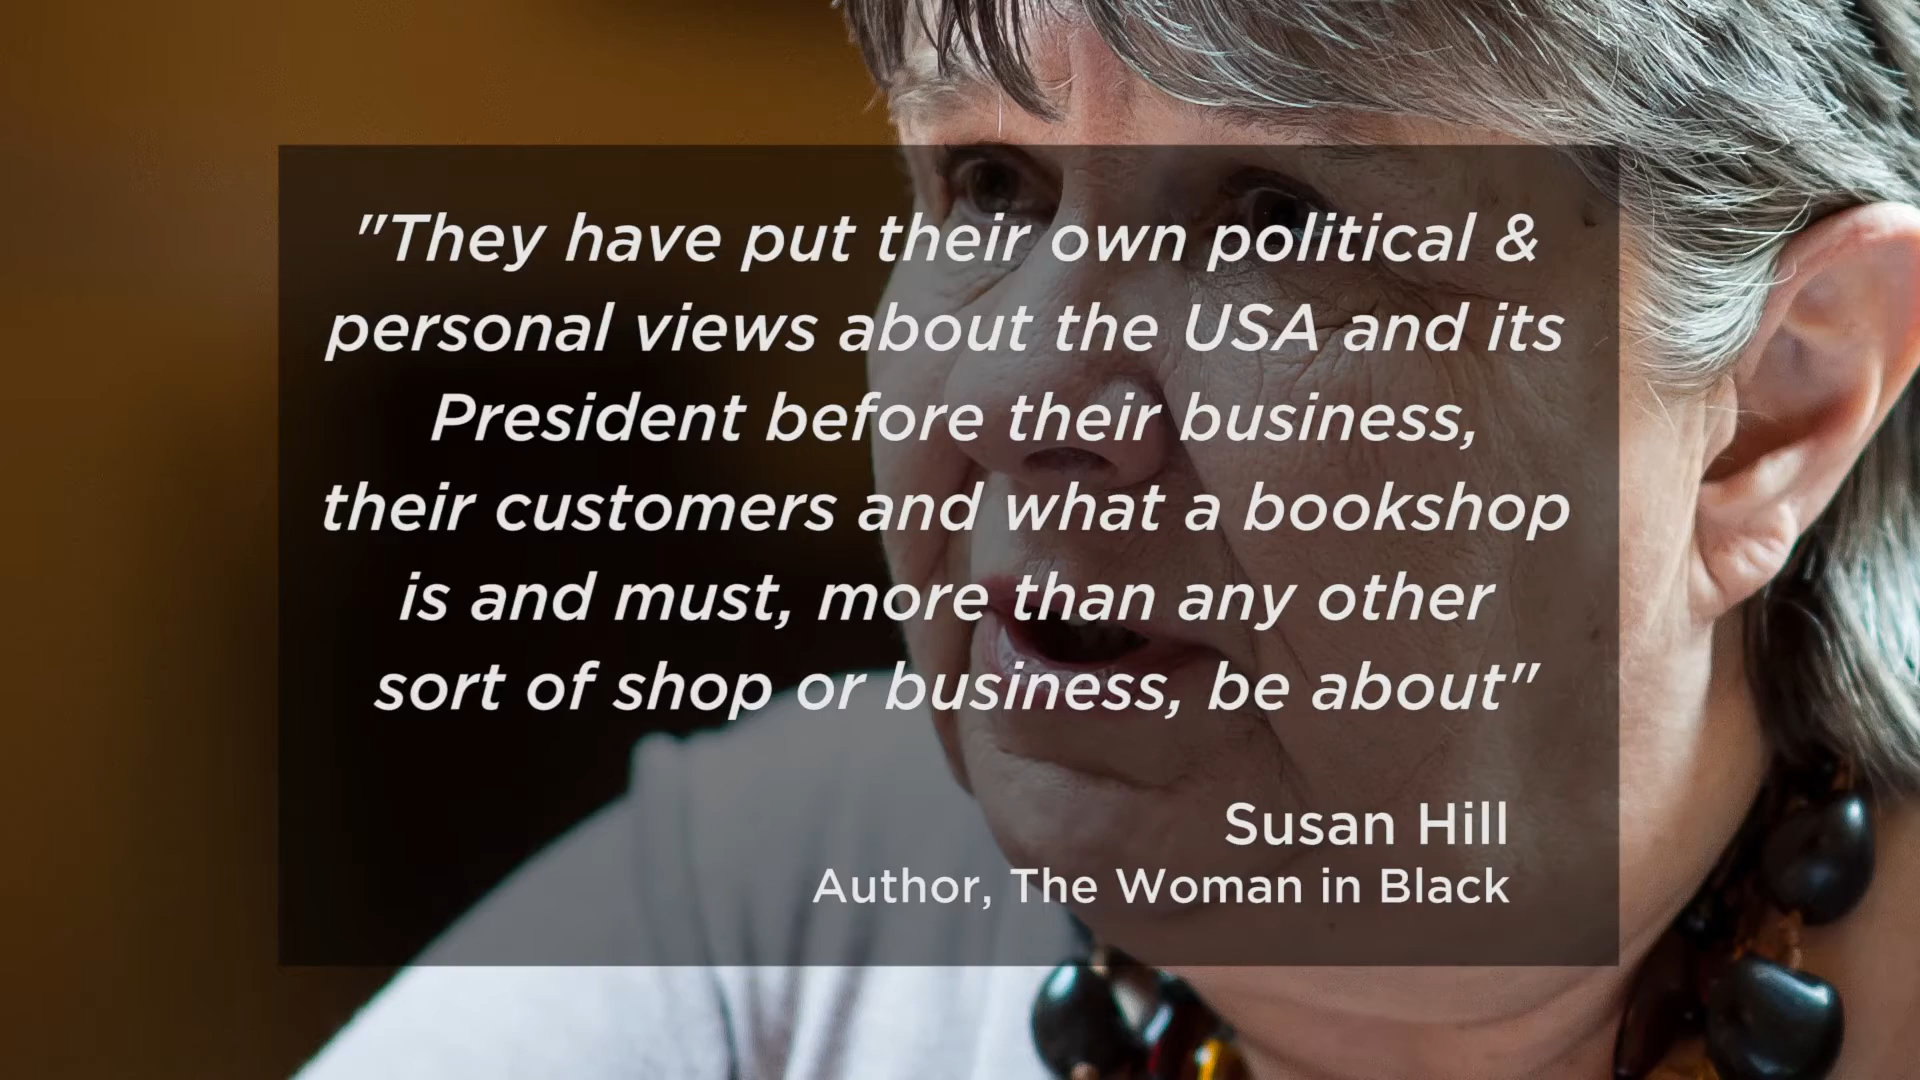 "They have put their own political &
personal views about the USA and its
President before their business,
their customers and what a bookshop
is and must, more than any other
sort of shop or business, be about"
Susan Hill
Author, The Woman in Black